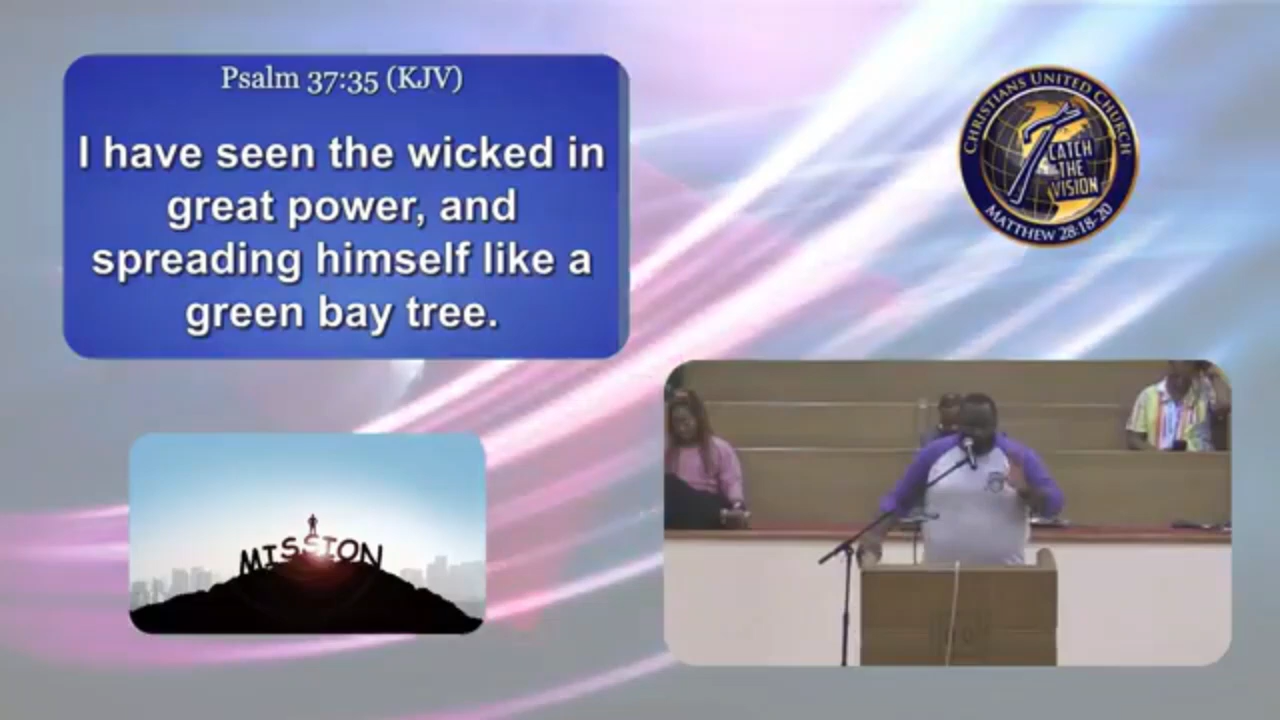 Psalm 37:35 (KJV)
I have seen the wicked in
great power, and
spreading himself like a
green bay tree.
CHRISTIANS UNITED CHURCH
CATCH
THE
VISION
MATTHEW 28:18-20
MISSION